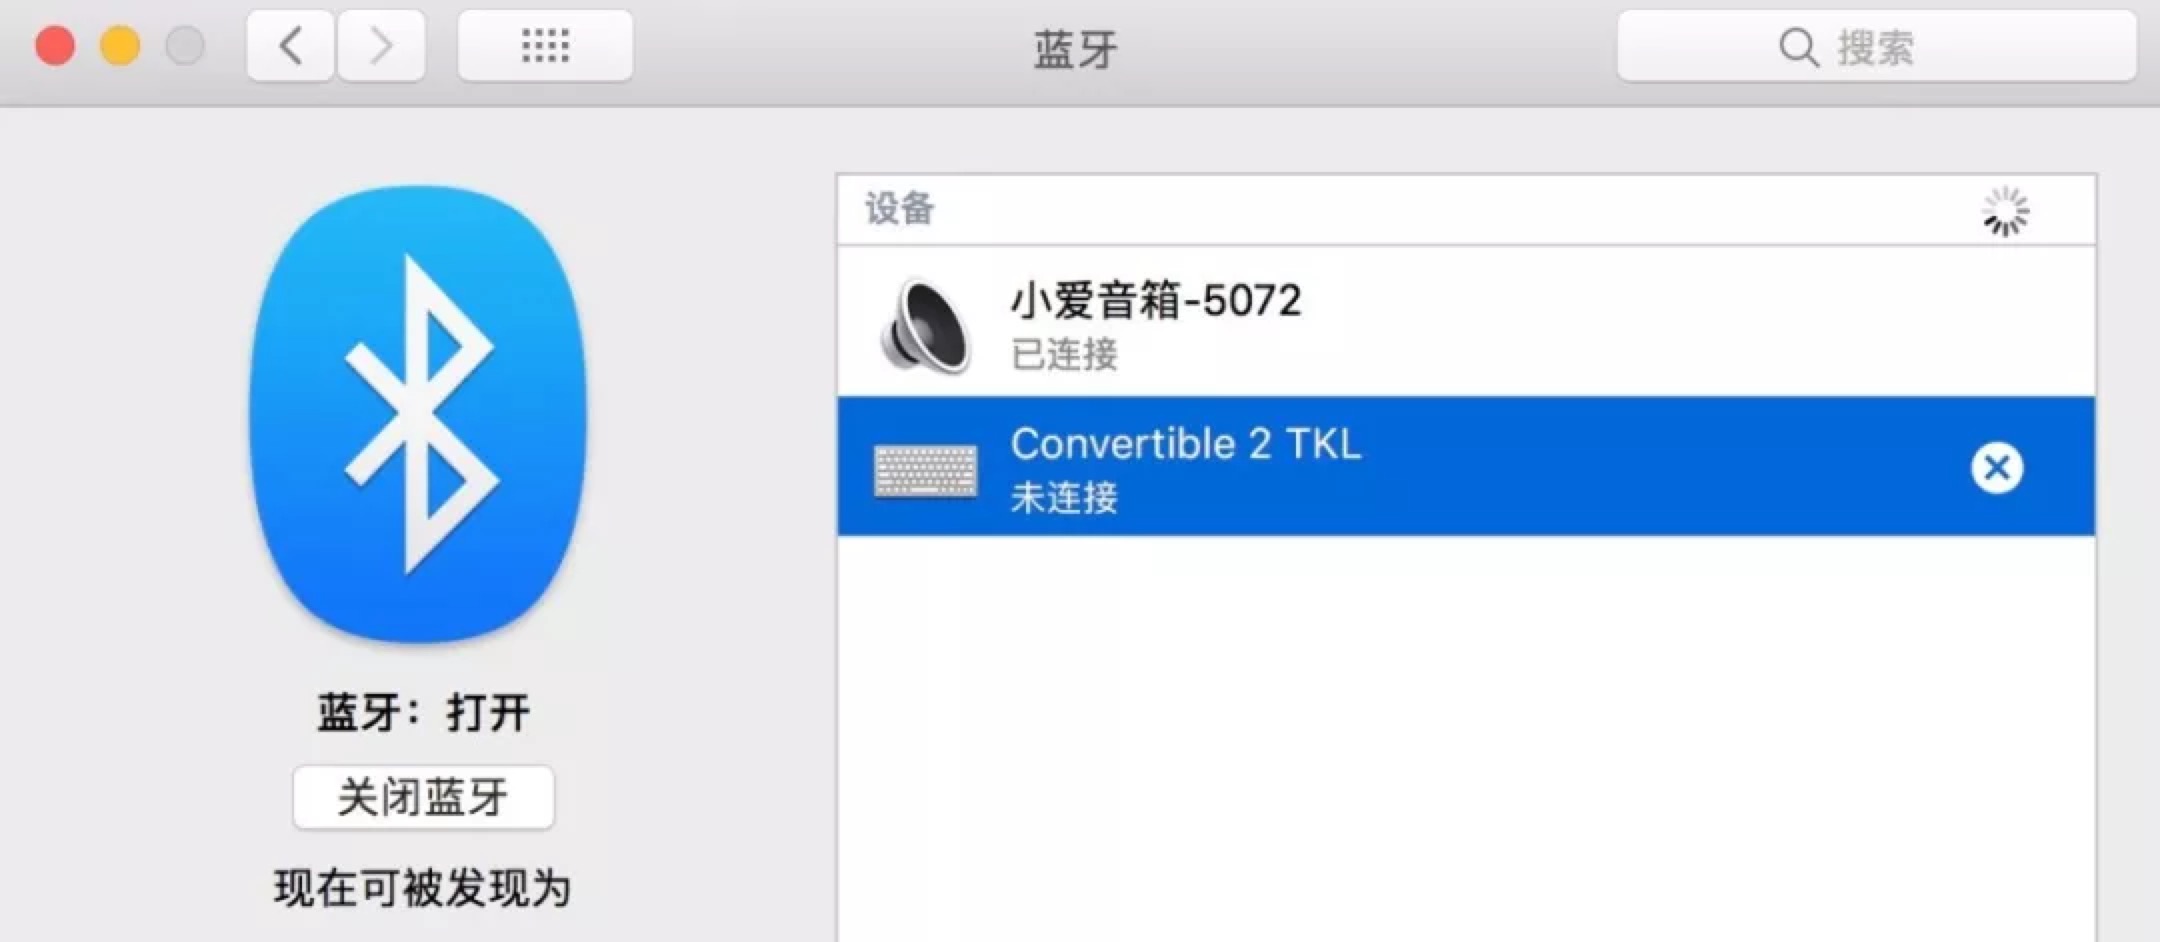 蓝牙
搜索
设备
小爱音箱-5072
已连接
Convertible 2 TKL
未连接
蓝牙：打开
关闭蓝牙
现在可被发现为